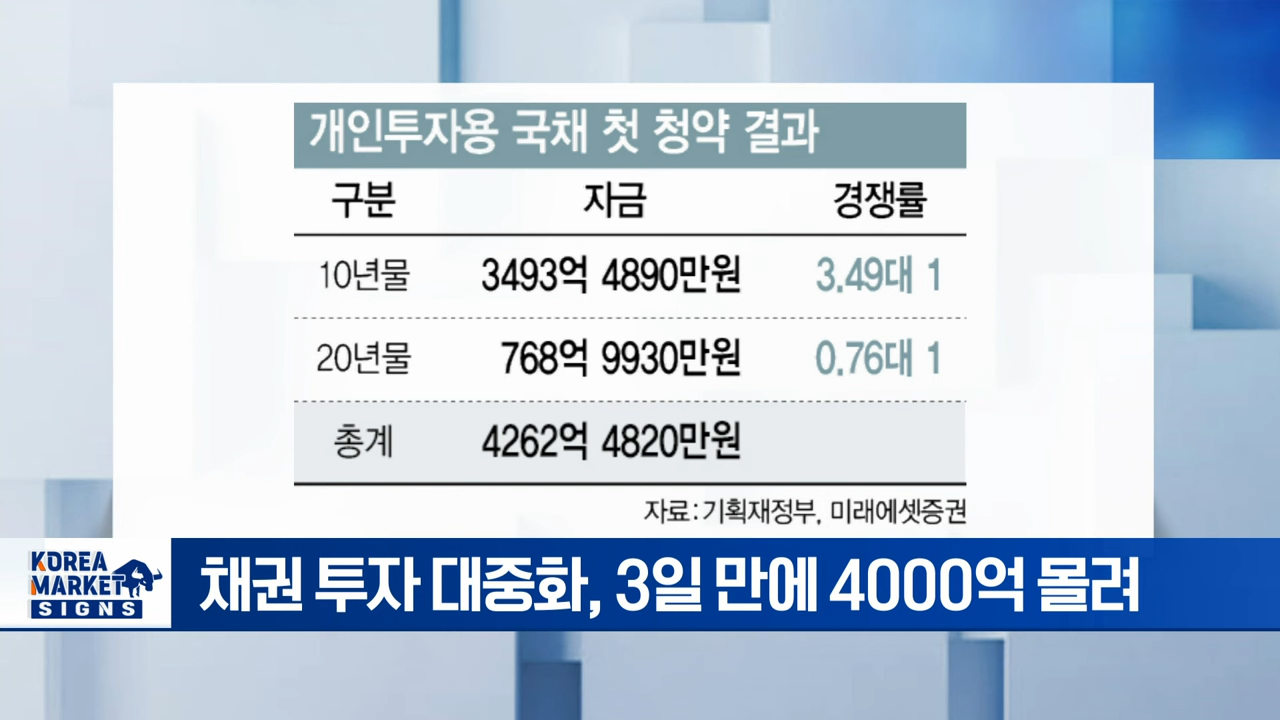 개인투자용 국채 첫 청약 결과
구분 자금 경쟁률
10년물 3493억 4890만원 3.49대 1
20년물 768억 9930만원 0.76대 1
총계 4262억 4820만원
자료:기획재정부, 미래에셋증권
KOREA
MARKET
SIGNS
채권 투자 대중화, 3일 만에 4000억 몰려